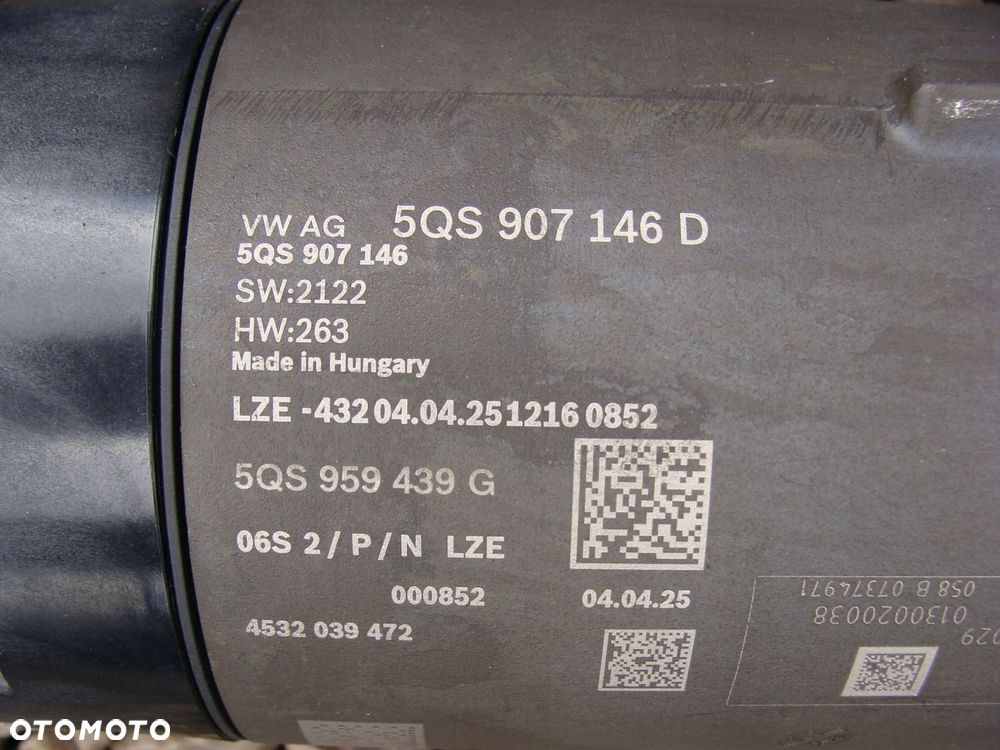 VW AG 5QS 907 146 D
5QS 907 146
SW:2122
HW:263
Made in Hungary
LZE -432 04.04.25 1216 0852
5QS 959 439 G
06S 2 / P / N LZE
000852 04.04.25
4532 039 472
058 B 07374971
0130020038
029
OTOMOTO